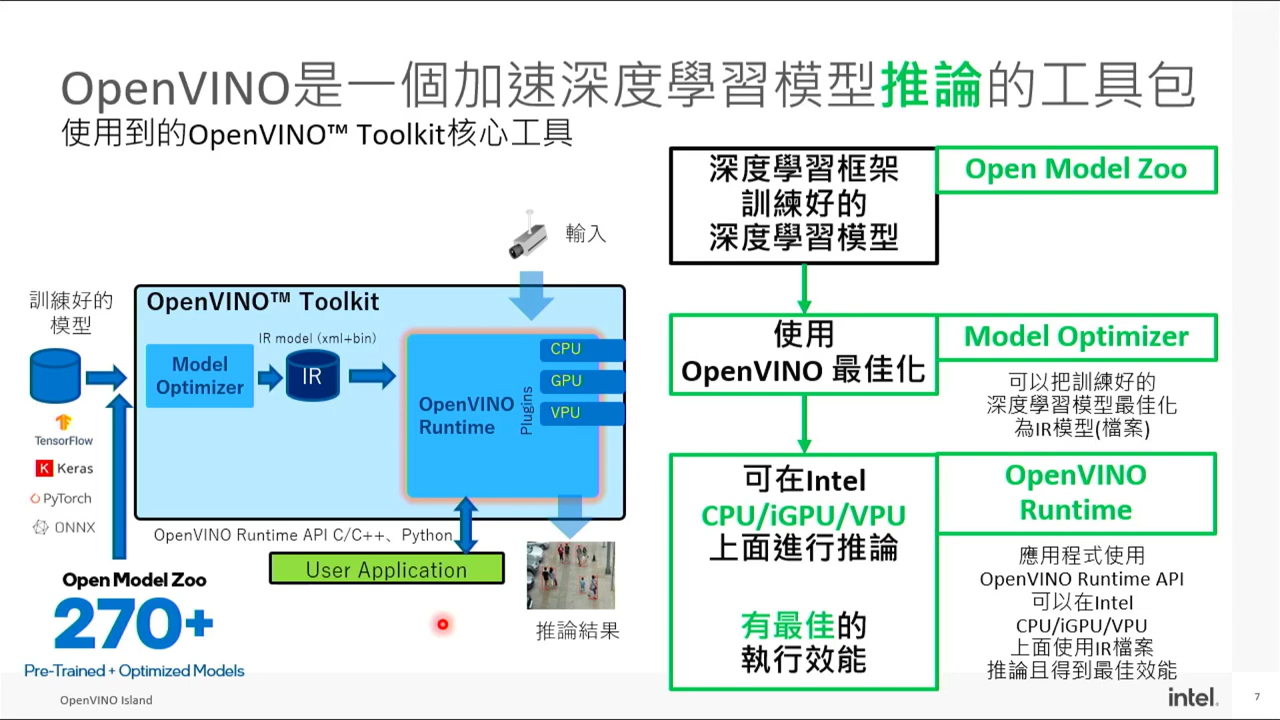 OpenVINO是一個加速深度學習模型推論的工具包
使用到的OpenVINO™ Toolkit核心工具
輸入
訓練好的
模型
OpenVINO™ Toolkit
IR model (xml+bin)
Model
Optimizer
IR
OpenVINO
Runtime
Plugins
CPU
GPU
VPU
TensorFlow
Keras
PyTorch
ONNX
OpenVINO Runtime API C/C++、Python
User Application
推論結果
Open Model Zoo
270+
Pre-Trained + Optimized Models
深度學習框架
訓練好的
深度學習模型
Open Model Zoo
使用
OpenVINO 最佳化
Model Optimizer
可以把訓練好的
深度學習模型最佳化
為IR模型(檔案)
可在Intel
CPU/iGPU/VPU
上面進行推論
有最佳的
執行效能
OpenVINO
Runtime
應用程式使用
OpenVINO Runtime API
可以在Intel
CPU/iGPU/VPU
上面使用IR檔案
推論且得到最佳效能
OpenVINO Island
intel.
7